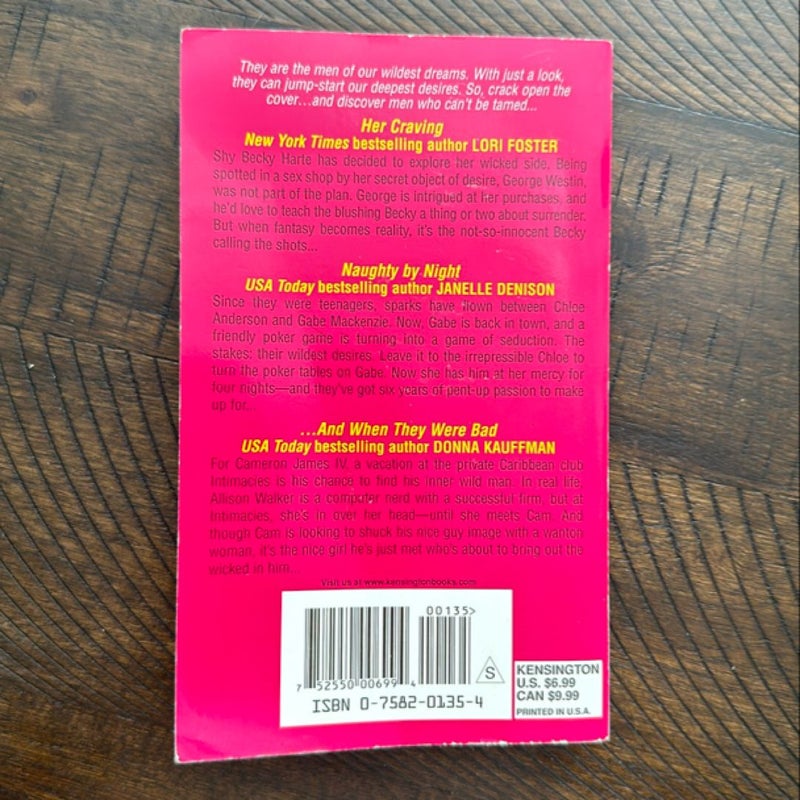 They are the men of our wildest dreams. With just a look,
they can jump-start our deepest desires. So, crack open the
cover...and discover men who can't be tamed...
Her Craving
New York Times bestselling author LORI FOSTER
Shy Becky Harte has decided to explore her wicked side. Being
spotted in a sex shop by her secret object of desire, George Westin,
was not part of the plan. George is intrigued at her purchases, and
he'd love to teach the blushing Becky a thing or two about surrender.
But when fantasy becomes reality, it's the not-so-innocent Becky
calling the shots...
Naughty by Night
USA Today bestselling author JANELLE DENISON
Since they were teenagers, sparks have flown between Chloe
Anderson and Gabe Mackenzie. Now, Gabe is back in town, and a
friendly poker game is turning into a game of seduction. The
stakes: their wildest desires. Leave it to the irrepressible Chloe to
turn the poker tables on Gabe. Now she has him at her mercy for
four nights—and they've got six years of pent-up passion to make
up for...
...And When They Were Bad
USA Today bestselling author DONNA KAUFFMAN
For Cameron James IV, a vacation at the private Caribbean club
Intimacies is his chance to find his inner wild man. In real life,
Allison Walker is a computer nerd with a successful firm, but at
Intimacies, she's in over her head—until she meets Cam. And
though Cam is looking to shuck his nice guy image with a wanton
woman, it's the nice girl he's just met who's about to bring out the
wicked in him...
Visit us at www.kensingtonbooks.com
00135>
7 52550 00699 4
S
ISBN 0-7582-0135-4
KENSINGTON
U.S. $6.99
CAN $9.99
PRINTED IN U.S.A.